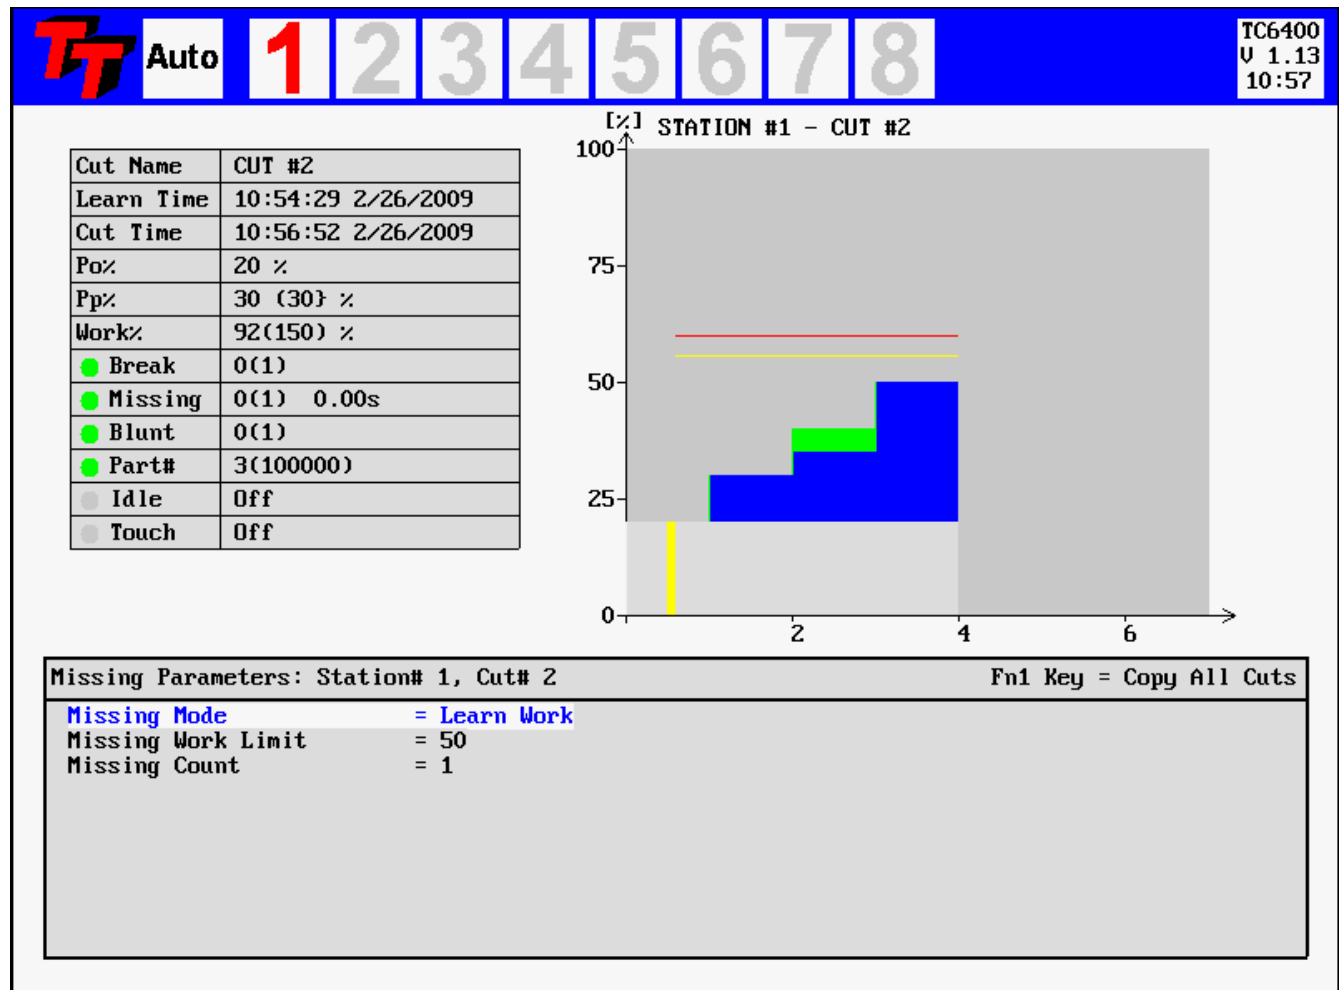 TT Auto 1 2 3 4 5 6 7 8
TC6400
V 1.13
10:57
[%] STATION #1 - CUT #2
Cut Name CUT #2
Learn Time 10:54:29 2/26/2009
Cut Time 10:56:52 2/26/2009
Po% 20 %
Pp% 30 (30} %
Work% 92(150) %
Break 0(1)
Missing 0(1) 0.00s
Blunt 0(1)
Part# 3(100000)
Idle Off
Touch Off
100
75
50
25
0
2 4 6
Missing Parameters: Station# 1, Cut# 2 Fn1 Key = Copy All Cuts
Missing Mode = Learn Work
Missing Work Limit = 50
Missing Count = 1